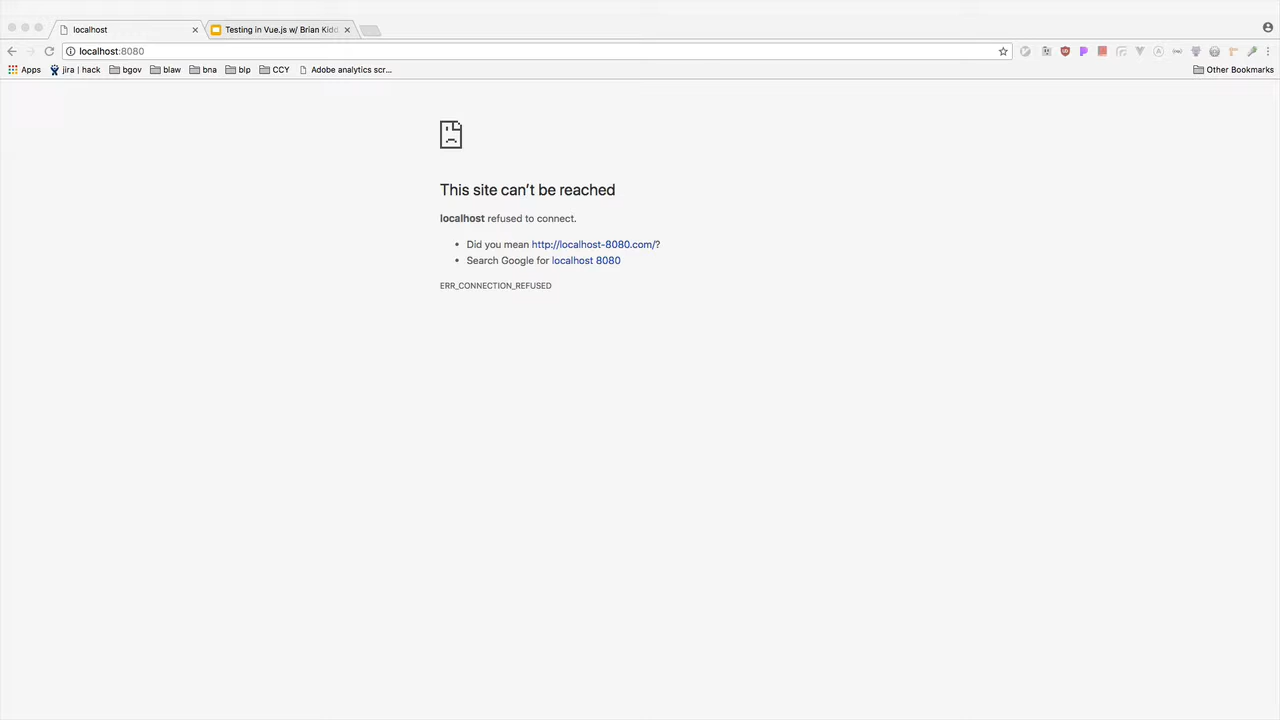 localhost
Testing in Vue.js w/ Brian Kidd
localhost:8080
Apps
jira | hack
bgov
blaw
bna
blp
CCY
Adobe analytics scr...
Other Bookmarks
This site can't be reached
localhost refused to connect.
• Did you mean http://localhost-8080.com/?
• Search Google for localhost 8080
ERR_CONNECTION_REFUSED